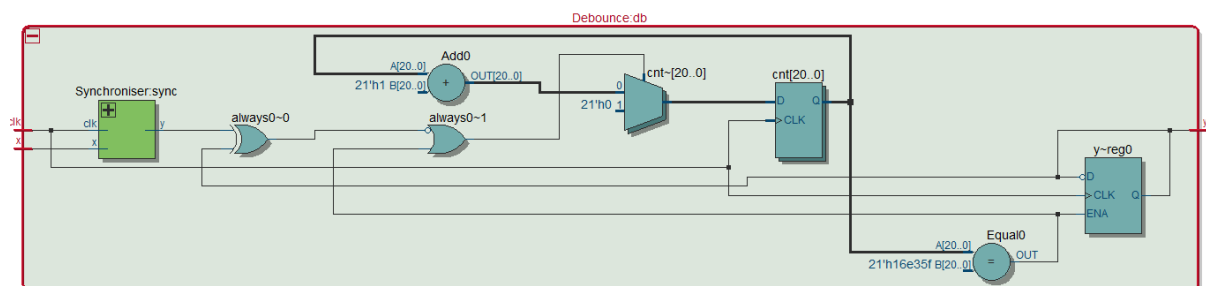 Debounce:db
Add0
A[20..0]
OUT[20..0]
21'h1 B[20..0]
cnt~[20..0]
0
21'h0 1
cnt[20..0]
D Q
CLK
Synchroniser:sync
clk y
x
always0~0
always0~1
clk
x
y
y~reg0
D
CLK Q
ENA
Equal0
A[20..0]
OUT
21'h16e35f B[20..0]
+
=